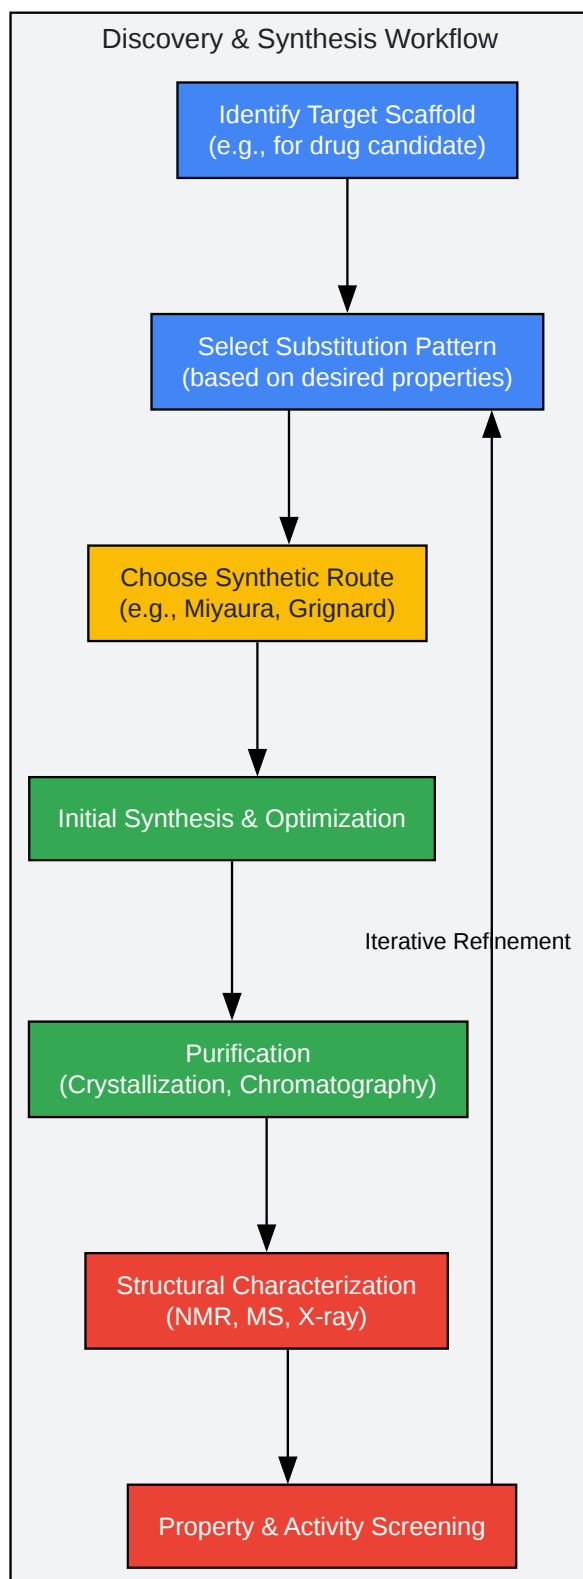 Discovery & Synthesis Workflow
Identify Target Scaffold
(e.g., for drug candidate)
Select Substitution Pattern
(based on desired properties)
Choose Synthetic Route
(e.g., Miyaura, Grignard)
Initial Synthesis & Optimization
Iterative Refinement
Purification
(Crystallization, Chromatography)
Structural Characterization
(NMR, MS, X-ray)
Property & Activity Screening